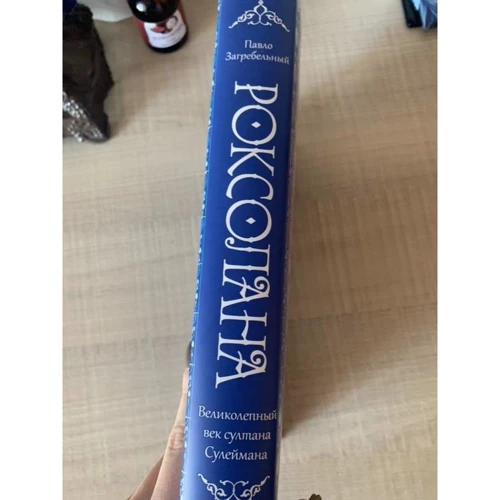 Павло
Загребельный
РОКСОЛАНА
Великолепный
век султана
Сулеймана